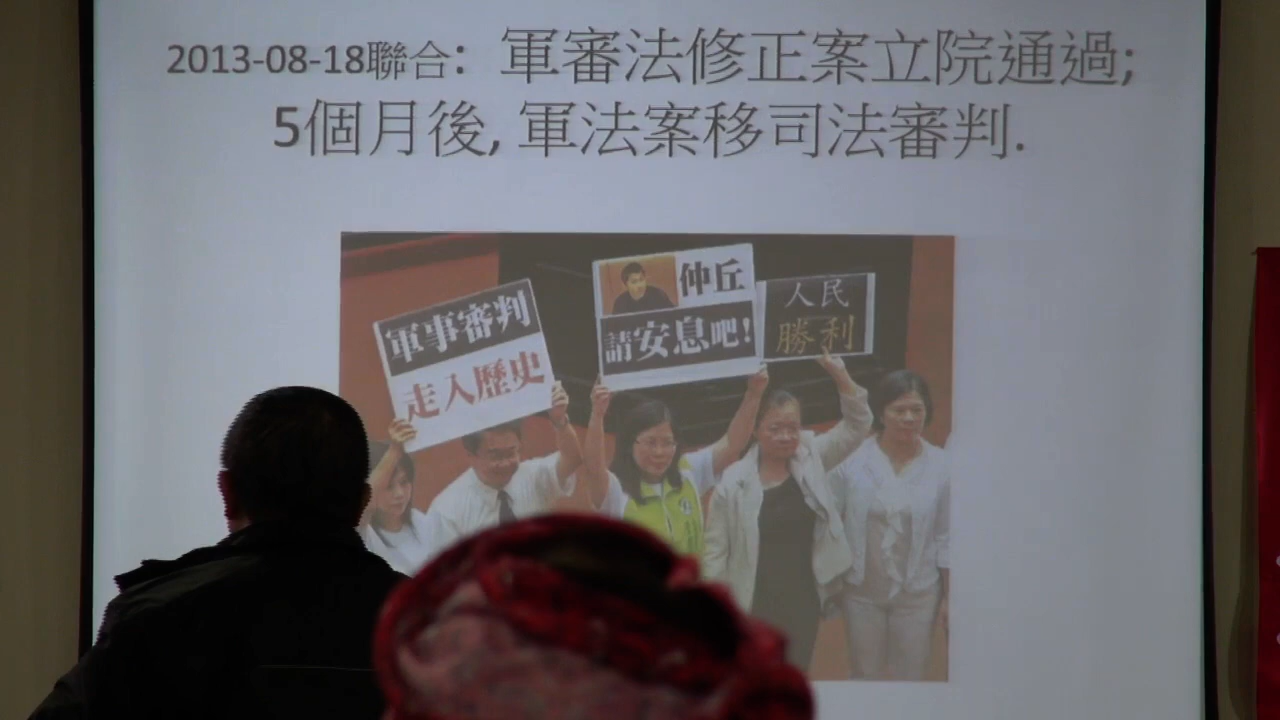 2013-08-18聯合: 軍審法修正案立院通過;
5個月後, 軍法案移司法審判.
軍事審判
走入歷史
仲丘
請安息吧!
人民
勝利